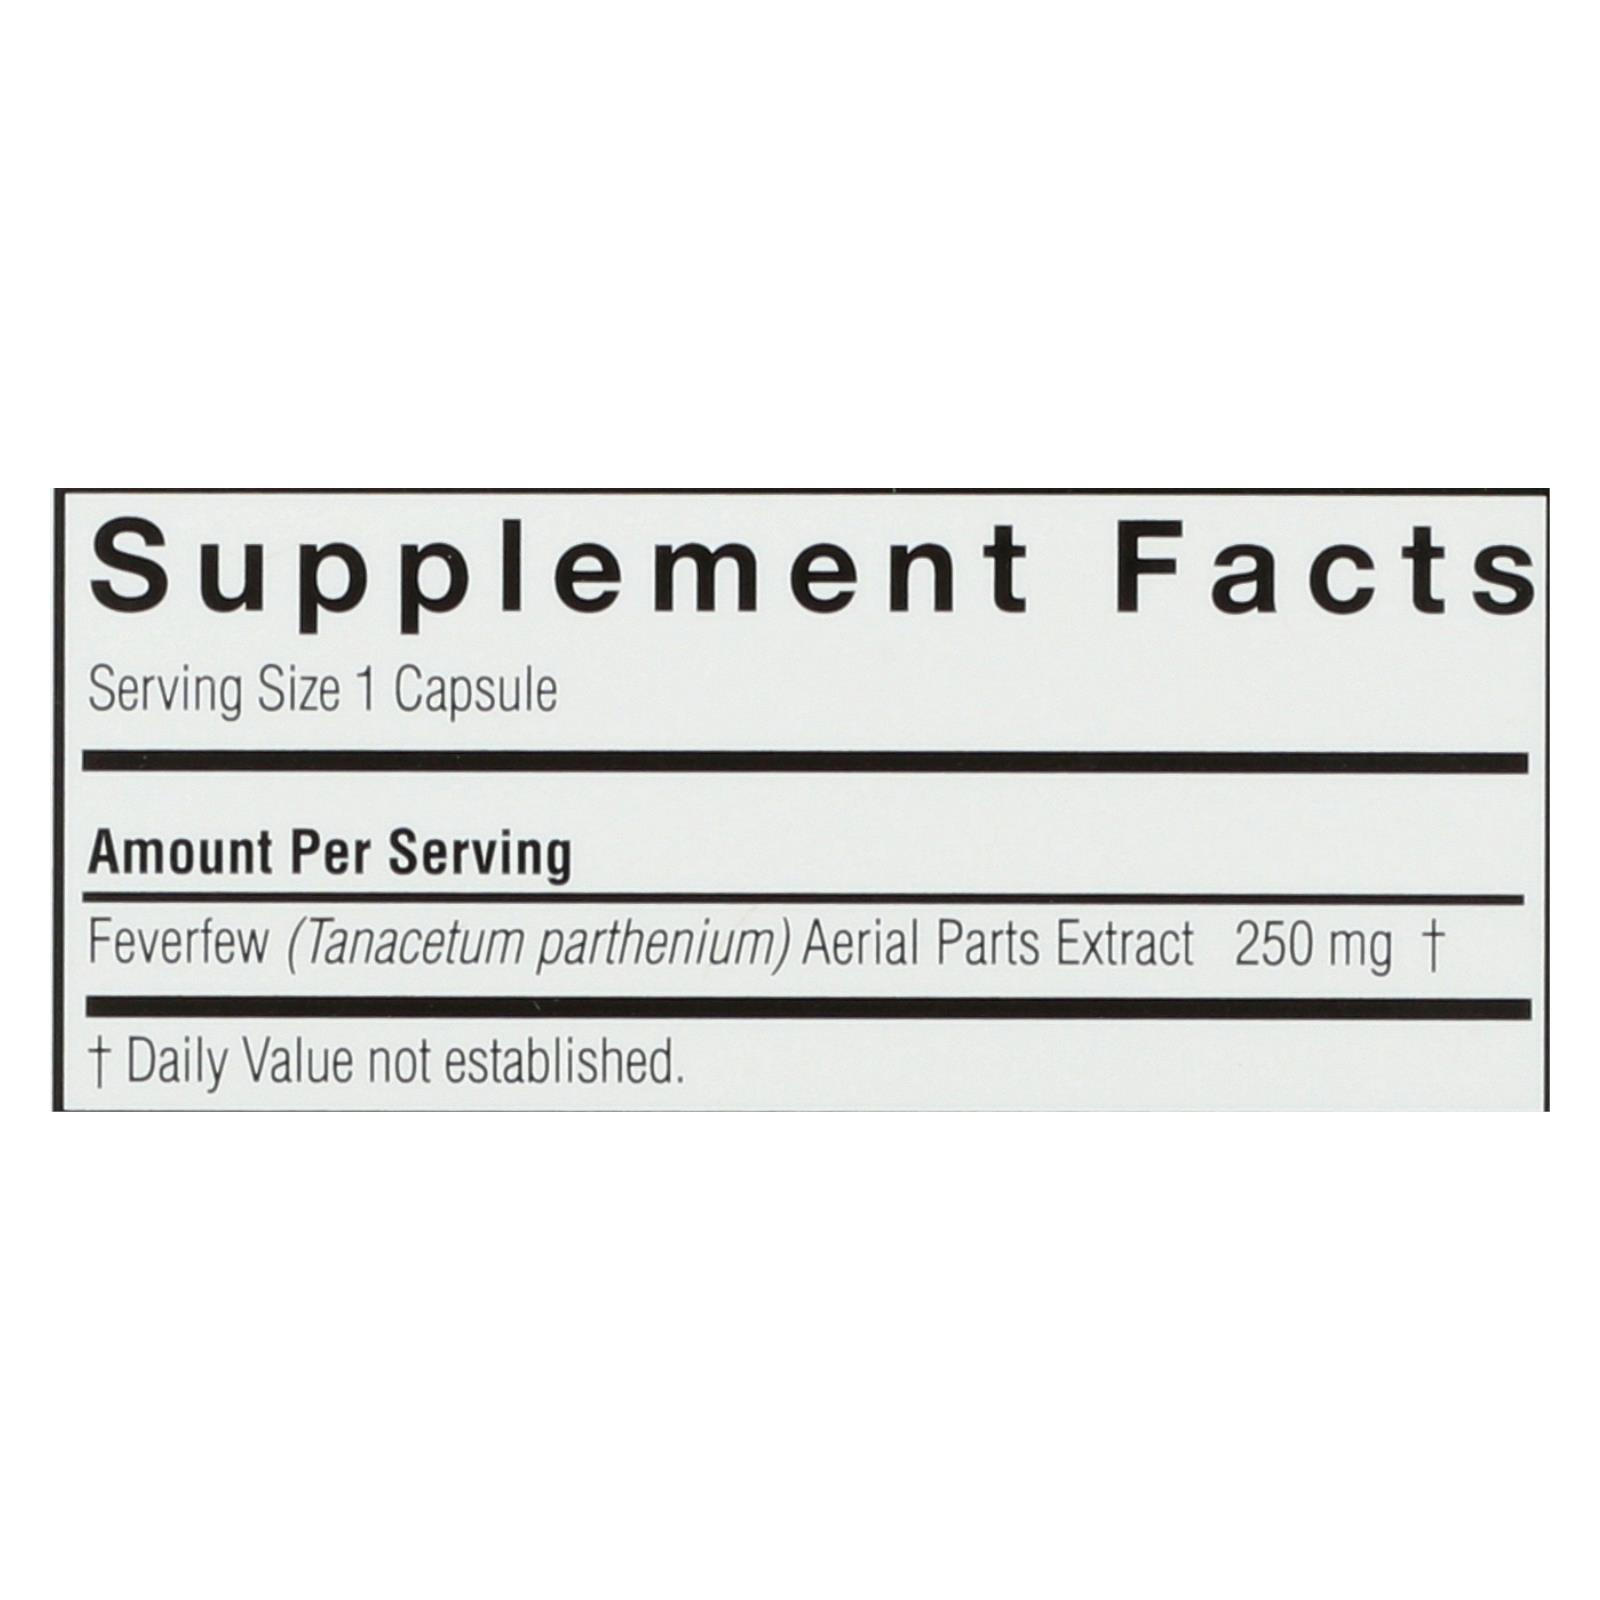 Supplement Facts
Serving Size 1 Capsule
Amount Per Serving
Feverfew (Tanacetum parthenium) Aerial Parts Extract 250 mg †
† Daily Value not established.